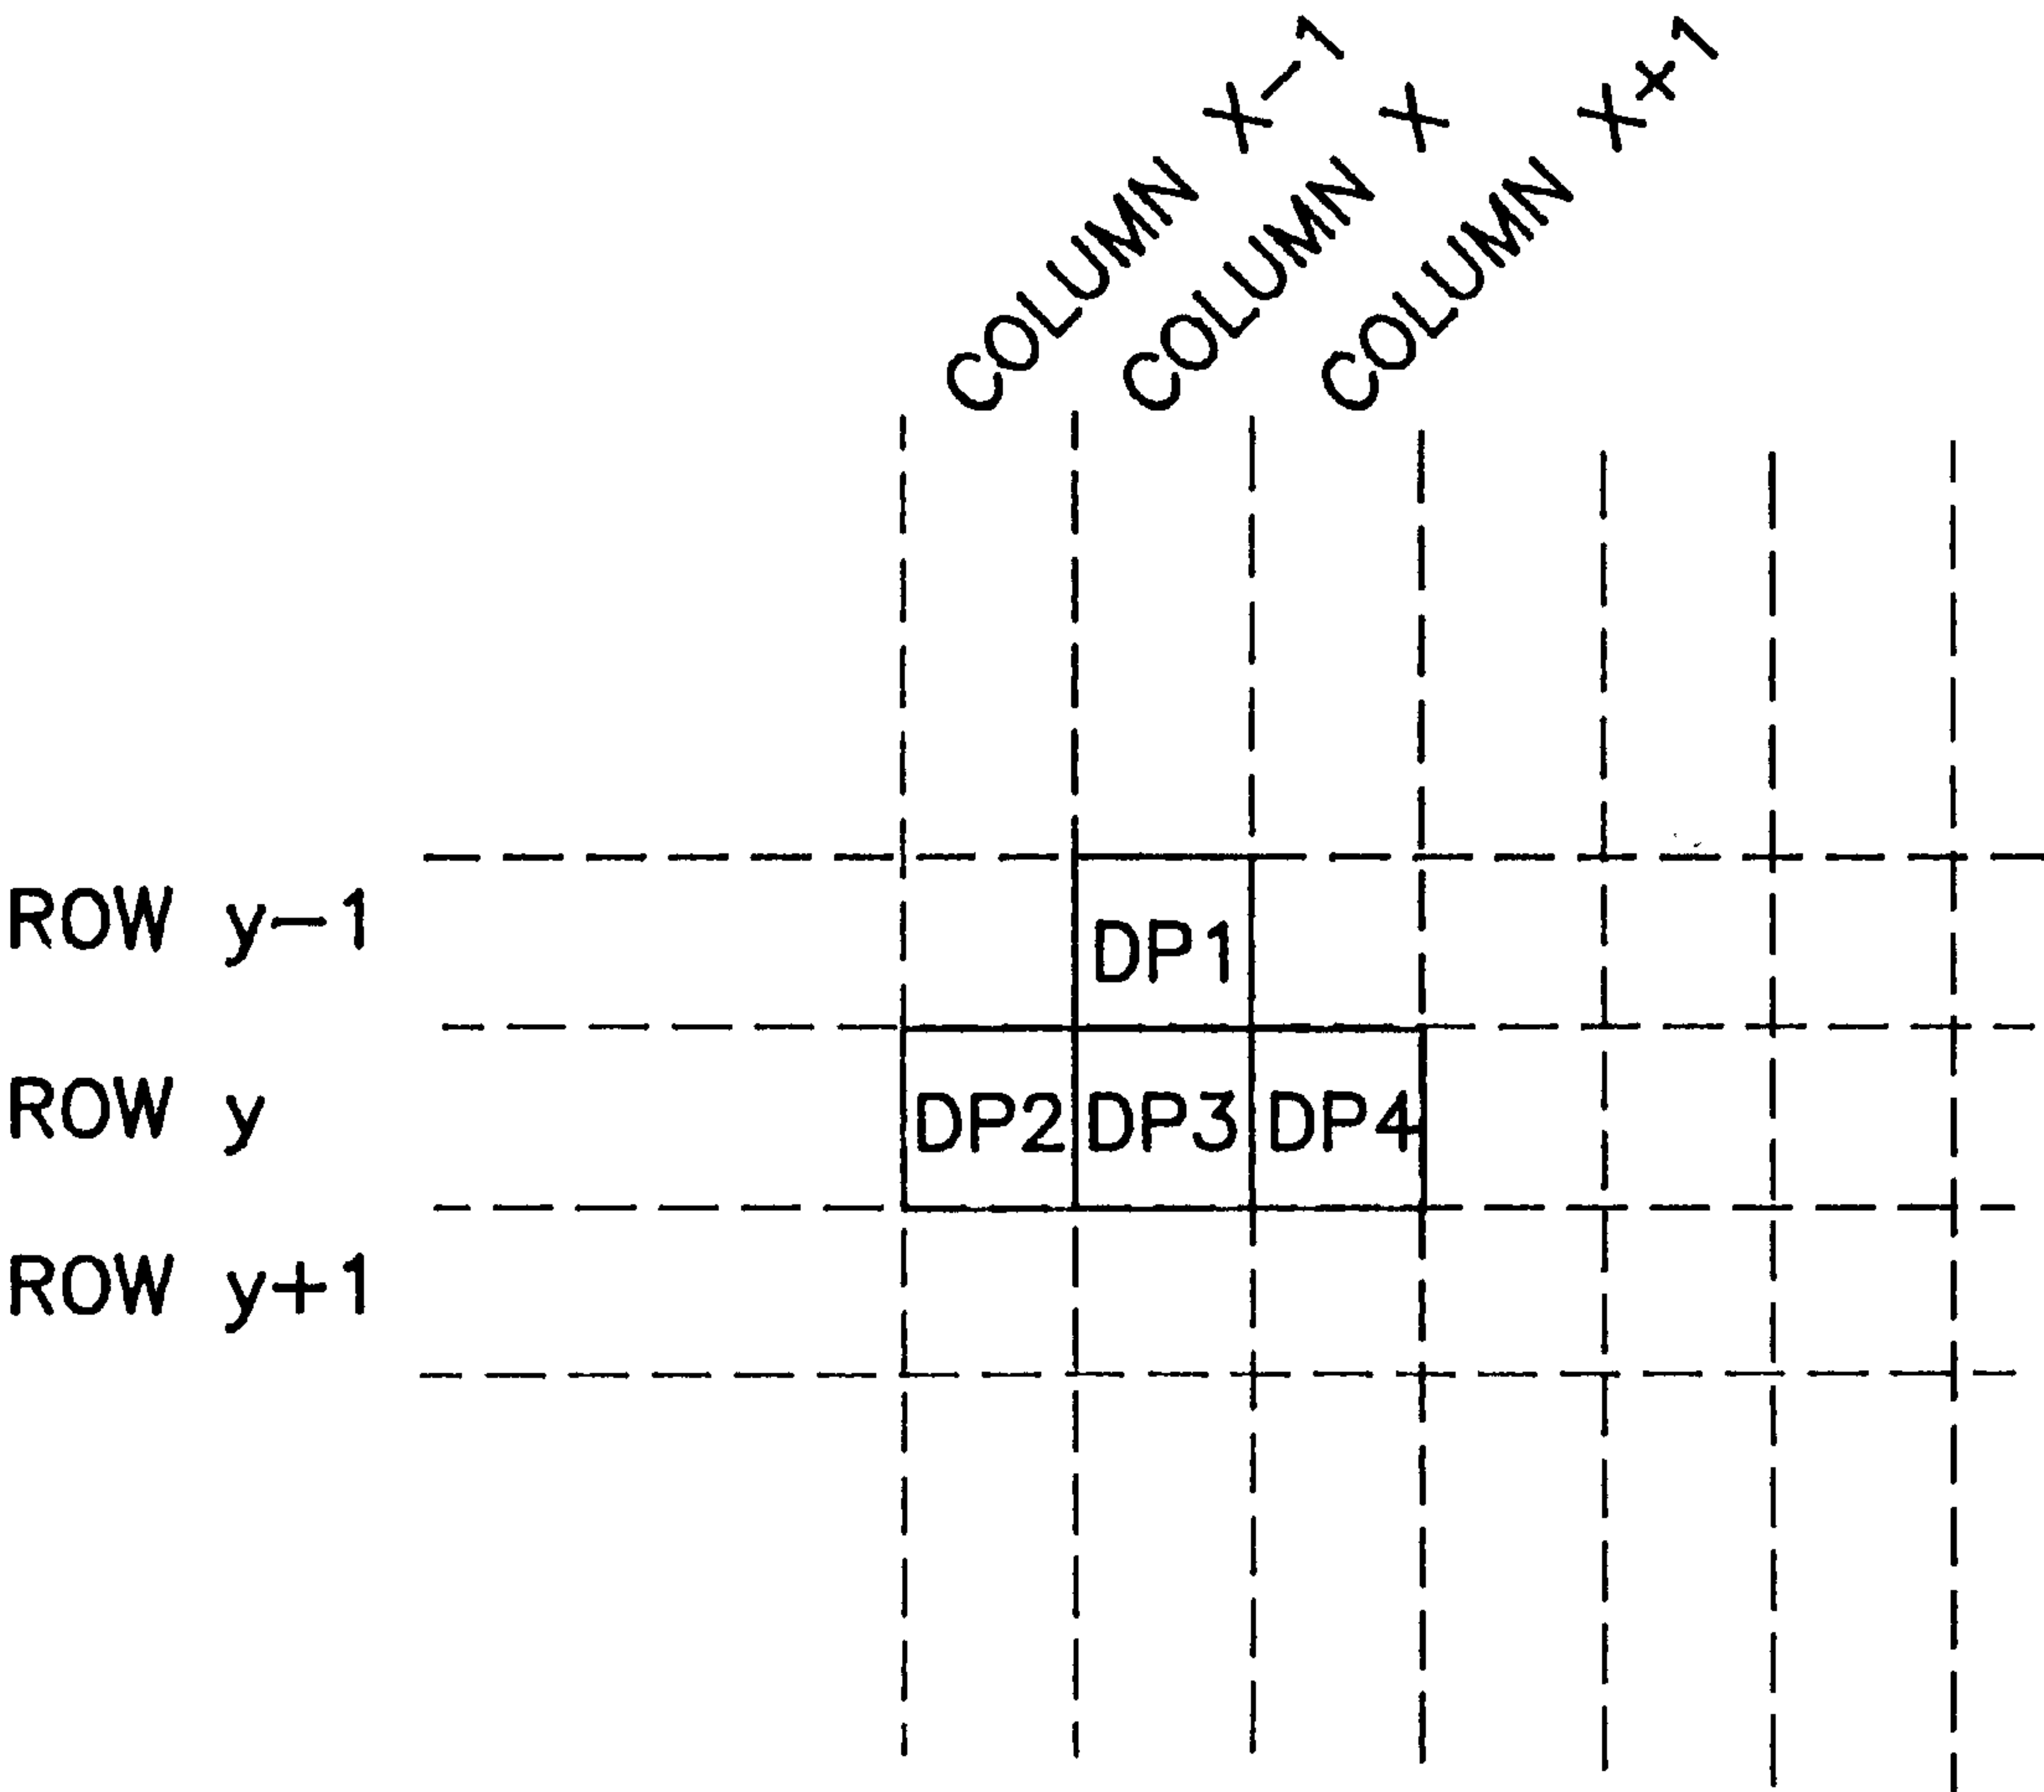 COLUMN X-1
COLUMN X
COLUMN X+1
ROW y-1
DP1
ROW y
DP2 DP3 DP4
ROW y+1